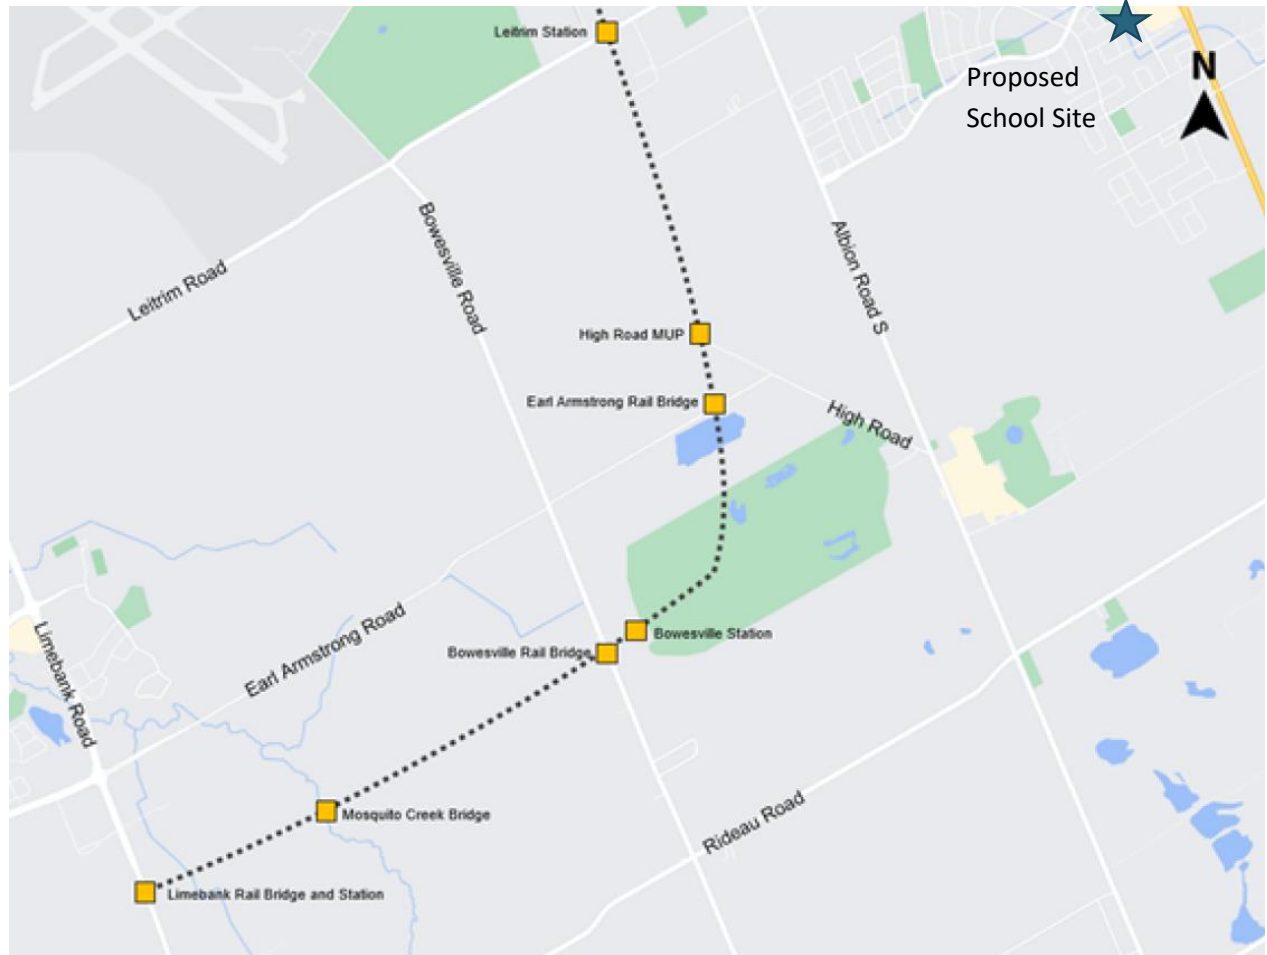 Leitrim Station
N
Proposed
School Site
Bowesville Road
Albion Road S
Leitrim Road
High Road MUP
Earl Armstrong Rail Bridge
High Road
Limebank Road
Earl Armstrong Road
Bowesville Station
Bowesville Rail Bridge
Mosquito Creek Bridge
Rideau Road
Limebank Rail Bridge and Station